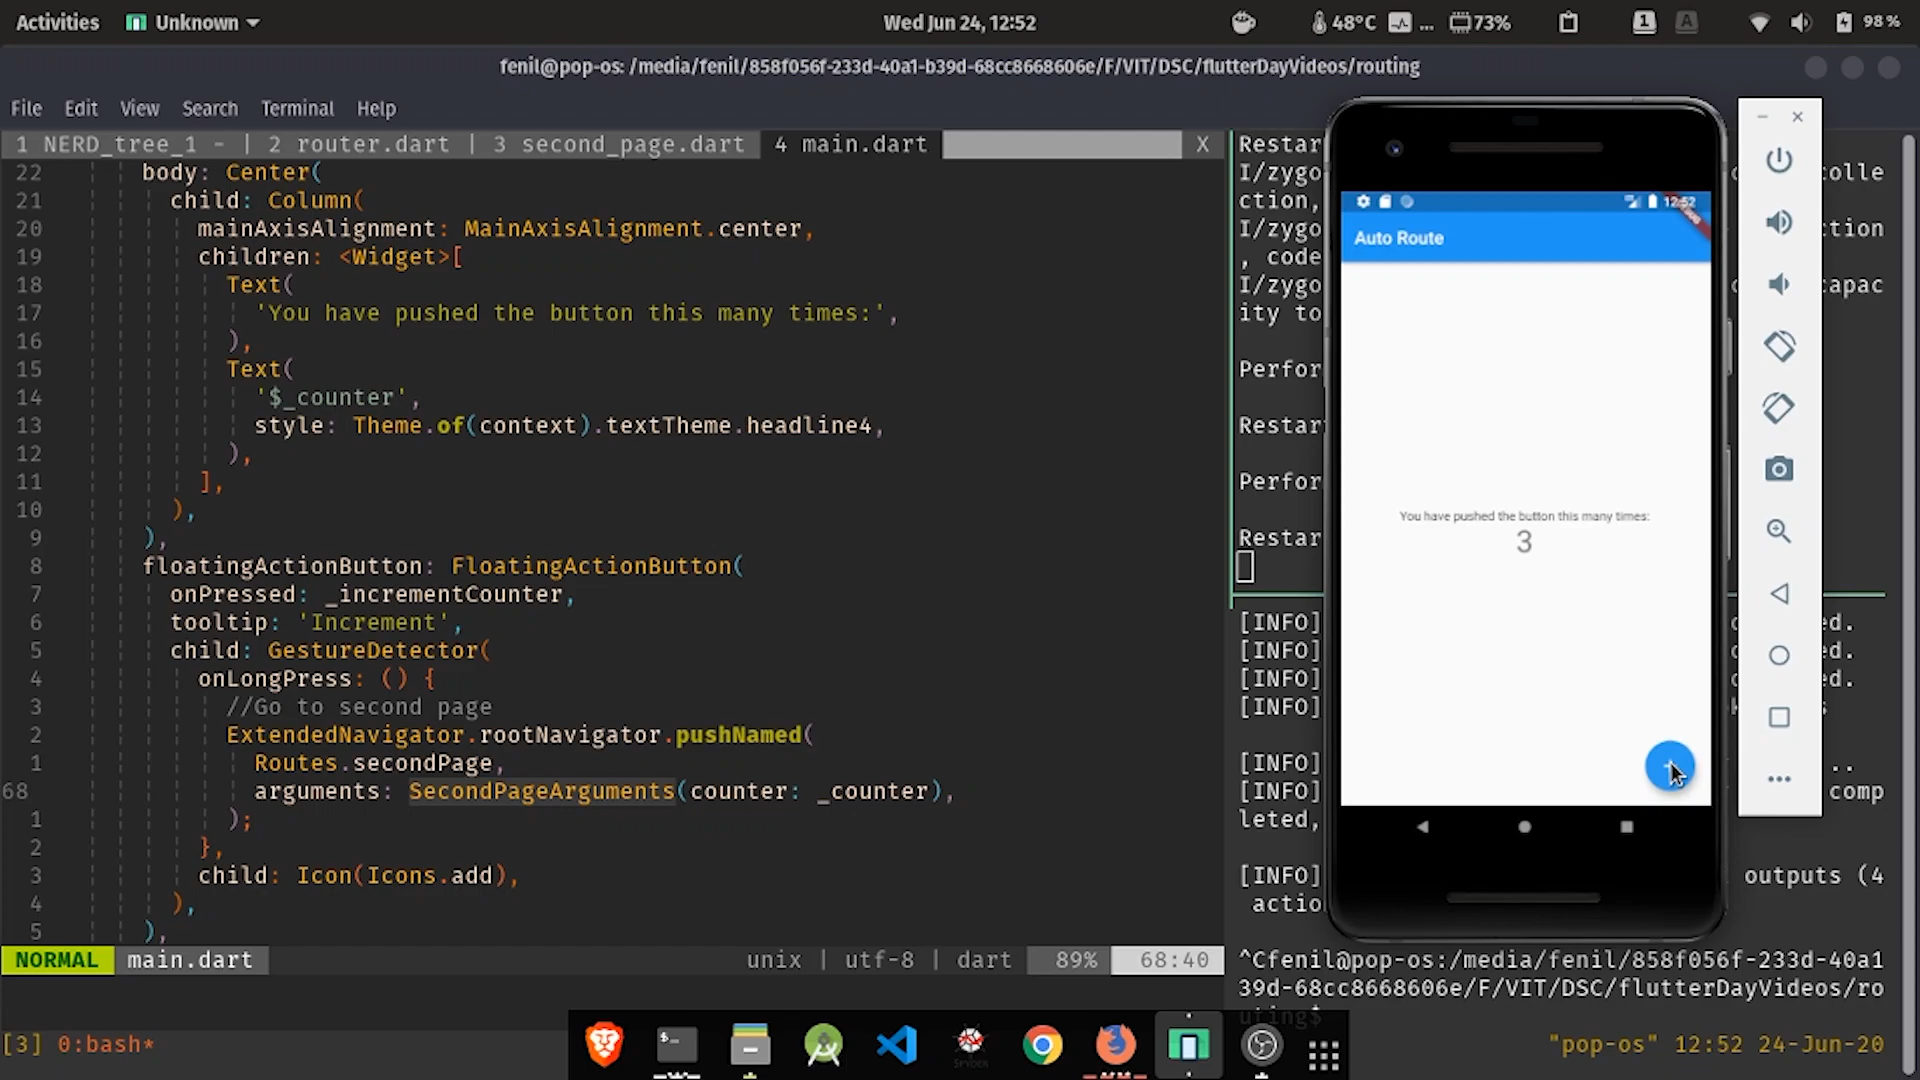 Activities Unknown Wed Jun 24, 12:52 48°C ... 73% 1 A 98 %
fenil@pop-os: /media/fenil/858f056f-233d-40a1-b39d-68cc8668606e/F/VIT/DSC/flutterDayVideos/routing
File Edit View Search Terminal Help
1 NERD_tree_1 - | 2 router.dart | 3 second_page.dart 4 main.dart X
22 body: Center(
21 child: Column(
20 mainAxisAlignment: MainAxisAlignment.center,
19 children: <Widget>[
18 Text(
17 'You have pushed the button this many times:',
16 ),
15 Text(
14 '$_counter',
13 style: Theme.of(context).textTheme.headline4,
12 ),
11 ],
10 ),
9 ),
8 floatingActionButton: FloatingActionButton(
7 onPressed: _incrementCounter,
6 tooltip: 'Increment',
5 child: GestureDetector(
4 onLongPress: () {
3 //Go to second page
2 ExtendedNavigator.rootNavigator.pushNamed(
1 Routes.secondPage,
68 arguments: SecondPageArguments(counter: _counter),
1 );
2 },
3 child: Icon(Icons.add),
4 ),
5 ),
NORMAL main.dart unix | utf-8 | dart 89% 68:40
[3] 0:bash*
Restar
I/zygo colle
ction,
I/zygo ction
, code
I/zygo capac
ity to
Perfor
Restar
Perfor
Restar
[INFO] ed.
[INFO] ed.
[INFO] ed.
[INFO] s
[INFO] ..
[INFO] comp
leted,
[INFO] outputs (4
actio
^Cfenil@pop-os:/media/fenil/858f056f-233d-40a1
39d-68cc8668606e/F/VIT/DSC/flutterDayVideos/ro
uting$
"pop-os" 12:52 24-Jun-20
12:52
Auto Route
You have pushed the button this many times:
3
SPYDER